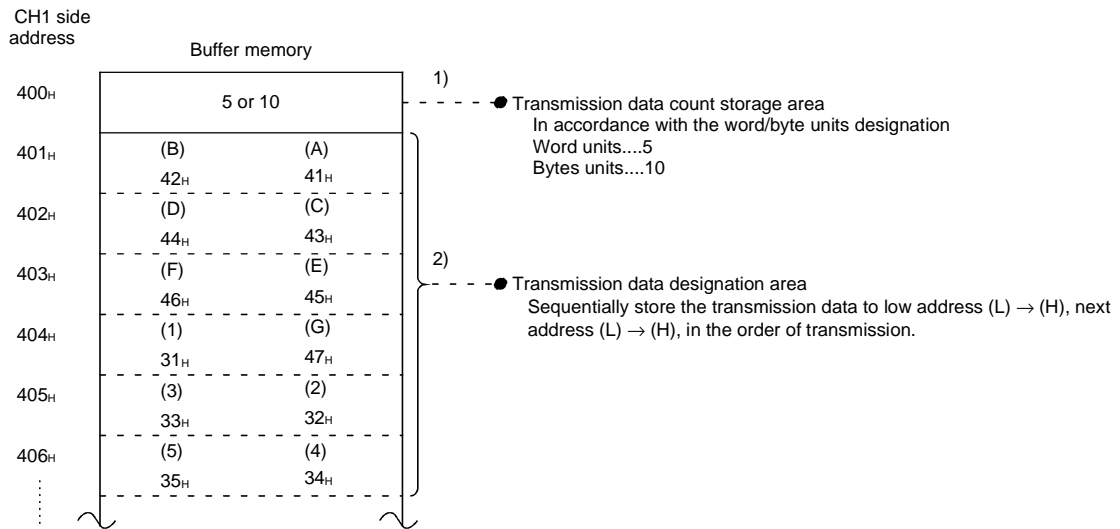 CH1 side
address
Buffer memory
400H
5 or 10
1)
Transmission data count storage area
In accordance with the word/byte units designation
Word units....5
Bytes units....10
401H
(B) (A)
42H 41H
402H
(D) (C)
44H 43H
403H
(F) (E)
46H 45H
2)
Transmission data designation area
Sequentially store the transmission data to low address (L) → (H), next
address (L) → (H), in the order of transmission.
404H
(1) (G)
31H 47H
405H
(3) (2)
33H 32H
406H
(5) (4)
35H 34H